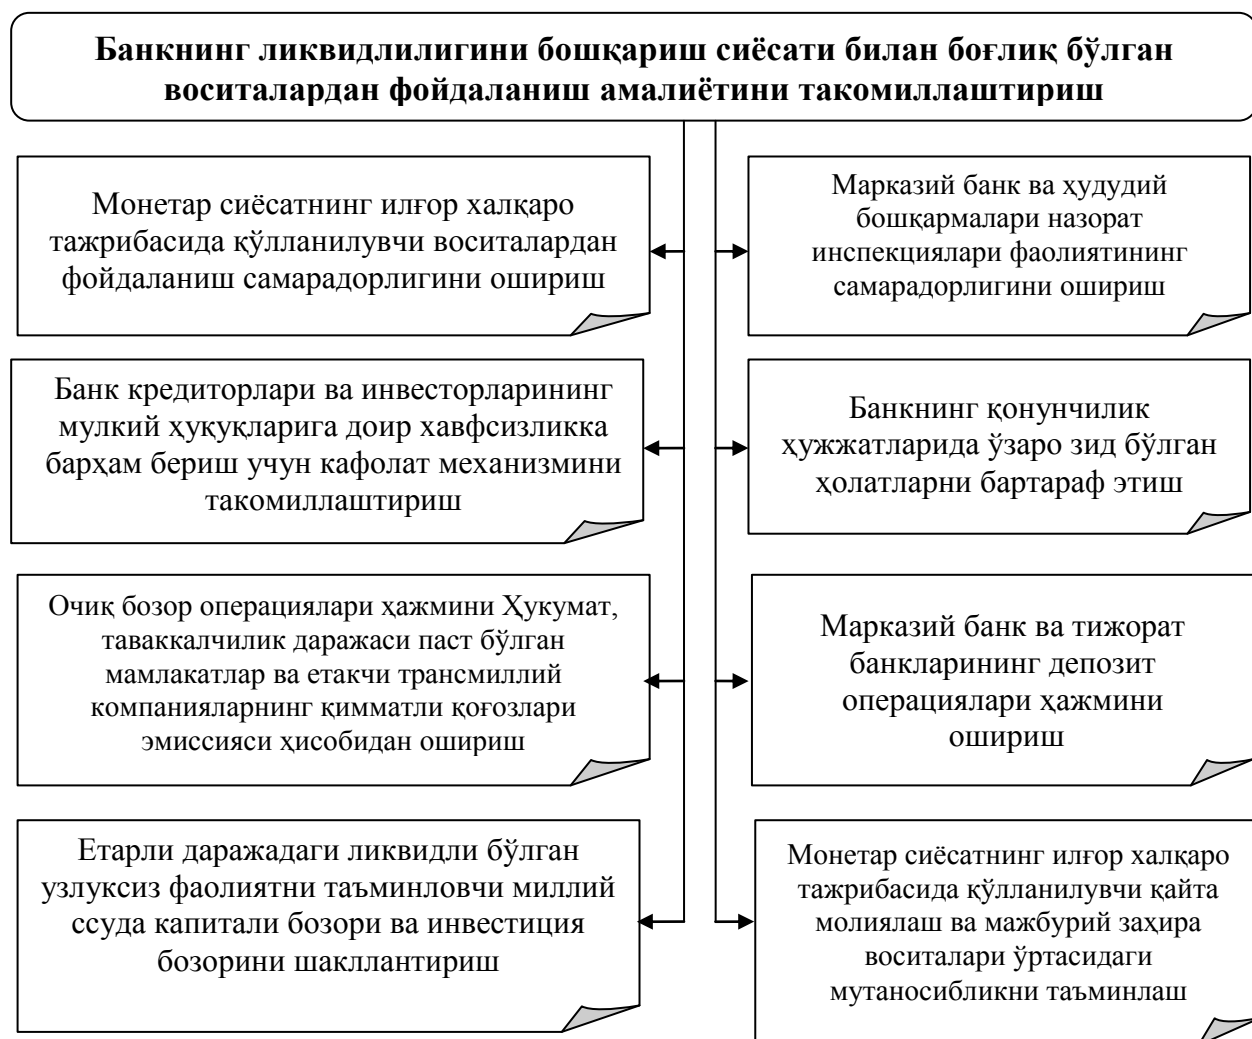 Банкнинг ликвидлилигини бошқариш сиёсати билан боғлиқ бўлган
воситалардан фойдаланиш амалиётини такомиллаштириш
Монетар сиёсатнинг илғор халқаро
тажрибасида қўлланилувчи воситалардан
фойдаланиш самарадорлигини ошириш
Марказий банк ва ҳудудий
бошқармалари назорат
инспекциялари фаолиятининг
самарадорлигини ошириш
Банк кредиторлари ва инвесторларининг
мулкий ҳуқуқларига доир хавфсизликка
барҳам бериш учун кафолат механизмини
такомиллаштириш
Банкнинг қонунчилик
ҳужжатларида ўзаро зид бўлган
ҳолатларни бартараф этиш
Очиқ бозор операциялари ҳажмини Ҳукумат,
таваккалчилик даражаси паст бўлган
мамлакатлар ва етакчи трансмиллий
компанияларнинг қимматли қоғозлари
эмиссияси ҳисобидан ошириш
Марказий банк ва тижорат
банкларининг депозит
операциялари ҳажмини
ошириш
Етарли даражадаги ликвидли бўлган
узлуксиз фаолиятни таъминловчи миллий
ссуда капитали бозори ва инвестиция
бозорини шакллантириш
Монетар сиёсатнинг илғор халқаро
тажрибасида қўлланилувчи қайта
молиялаш ва мажбурий заҳира
воситалари ўртасидаги
мутаносибликни таъминлаш